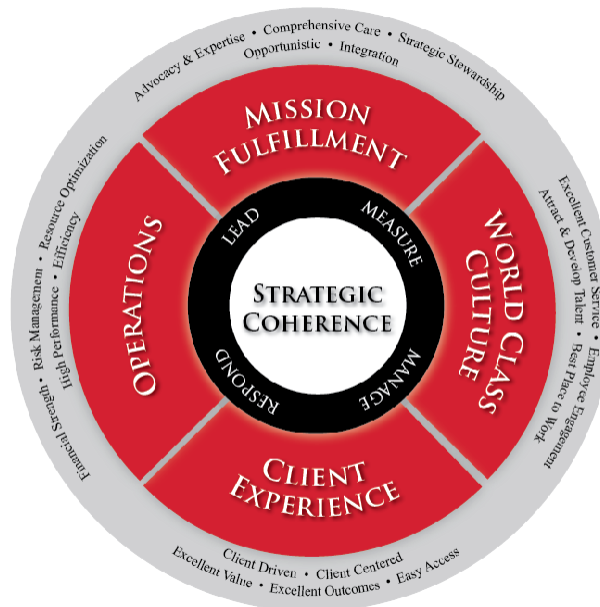 Advocacy & Expertise • Comprehensive Care • Strategic Stewardship
Opportunistic • Integration
MISSION
FULFILLMENT
Excellent Customer Service • Employee Engagement
Attract & Develop Talent • Best Place to Work
WORLD CLASS
CULTURE
CLIENT
EXPERIENCE
Client Driven • Client Centered
Excellent Value • Excellent Outcomes • Easy Access
Financial Strength • Risk Management • Resource Optimization
High Performance • Efficiency
OPERATIONS
LEAD
MEASURE
MANAGE
RESPOND
STRATEGIC
COHERENCE